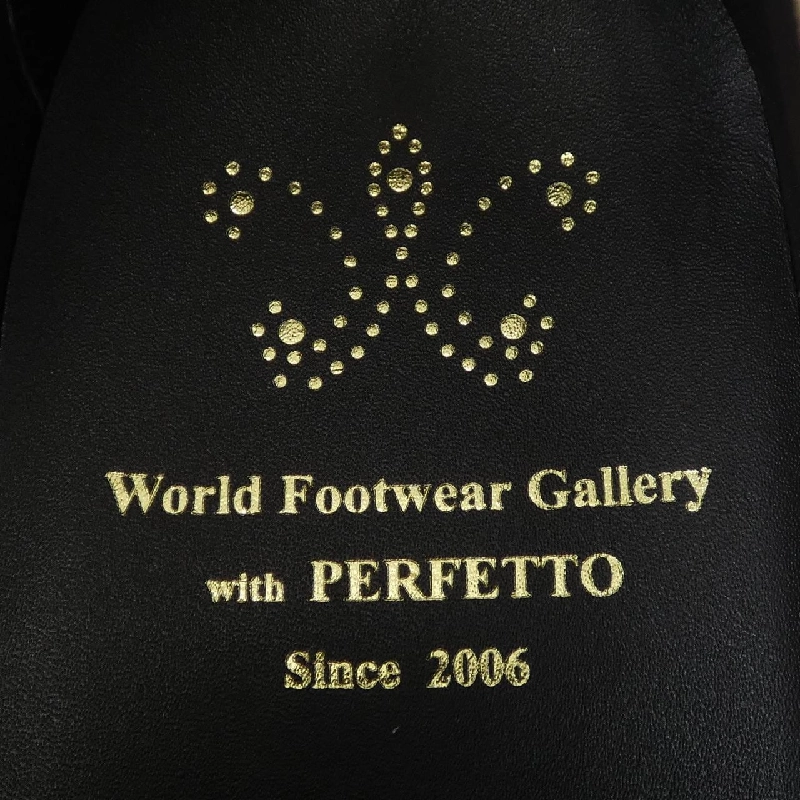 World Footwear Gallery
with PERFETTO
Since 2006